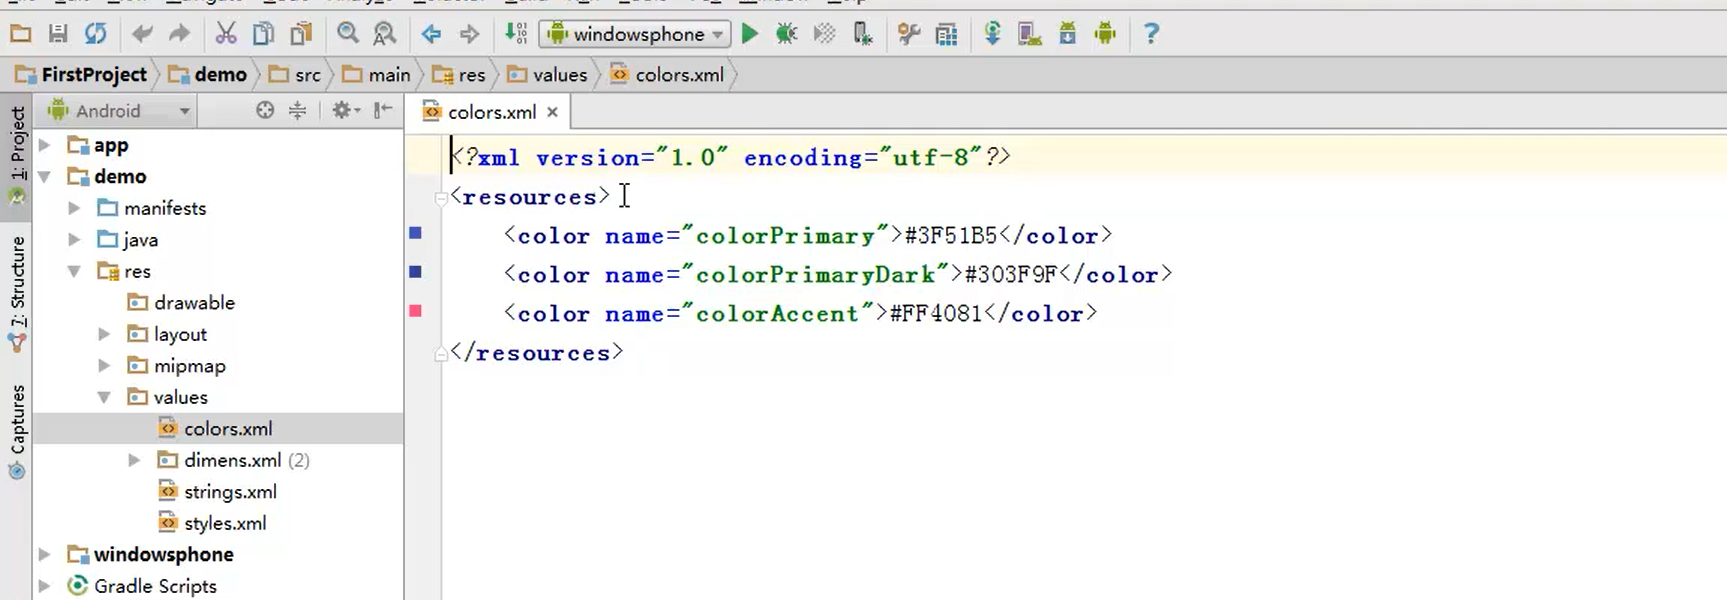 windowsphone
FirstProject demo src main res values colors.xml
1: Project
7: Structure
Captures
Android
app
demo
manifests
java
res
drawable
layout
mipmap
values
colors.xml
dimens.xml (2)
strings.xml
styles.xml
windowsphone
Gradle Scripts
colors.xml
<?xml version="1.0" encoding="utf-8"?>
<resources>
<color name="colorPrimary">#3F51B5</color>
<color name="colorPrimaryDark">#303F9F</color>
<color name="colorAccent">#FF4081</color>
</resources>